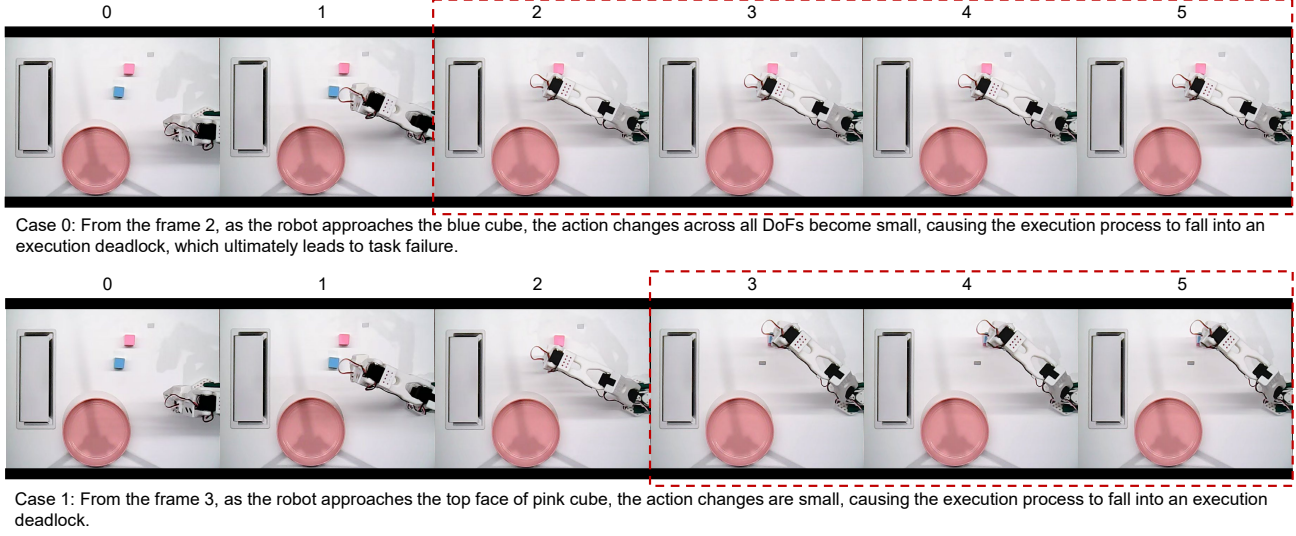 0 1 2 3 4 5
Case 0: From the frame 2, as the robot approaches the blue cube, the action changes across all DoFs become small, causing the execution process to fall into an
execution deadlock, which ultimately leads to task failure.
0 1 2 3 4 5
Case 1: From the frame 3, as the robot approaches the top face of pink cube, the action changes are small, causing the execution process to fall into an execution
deadlock.